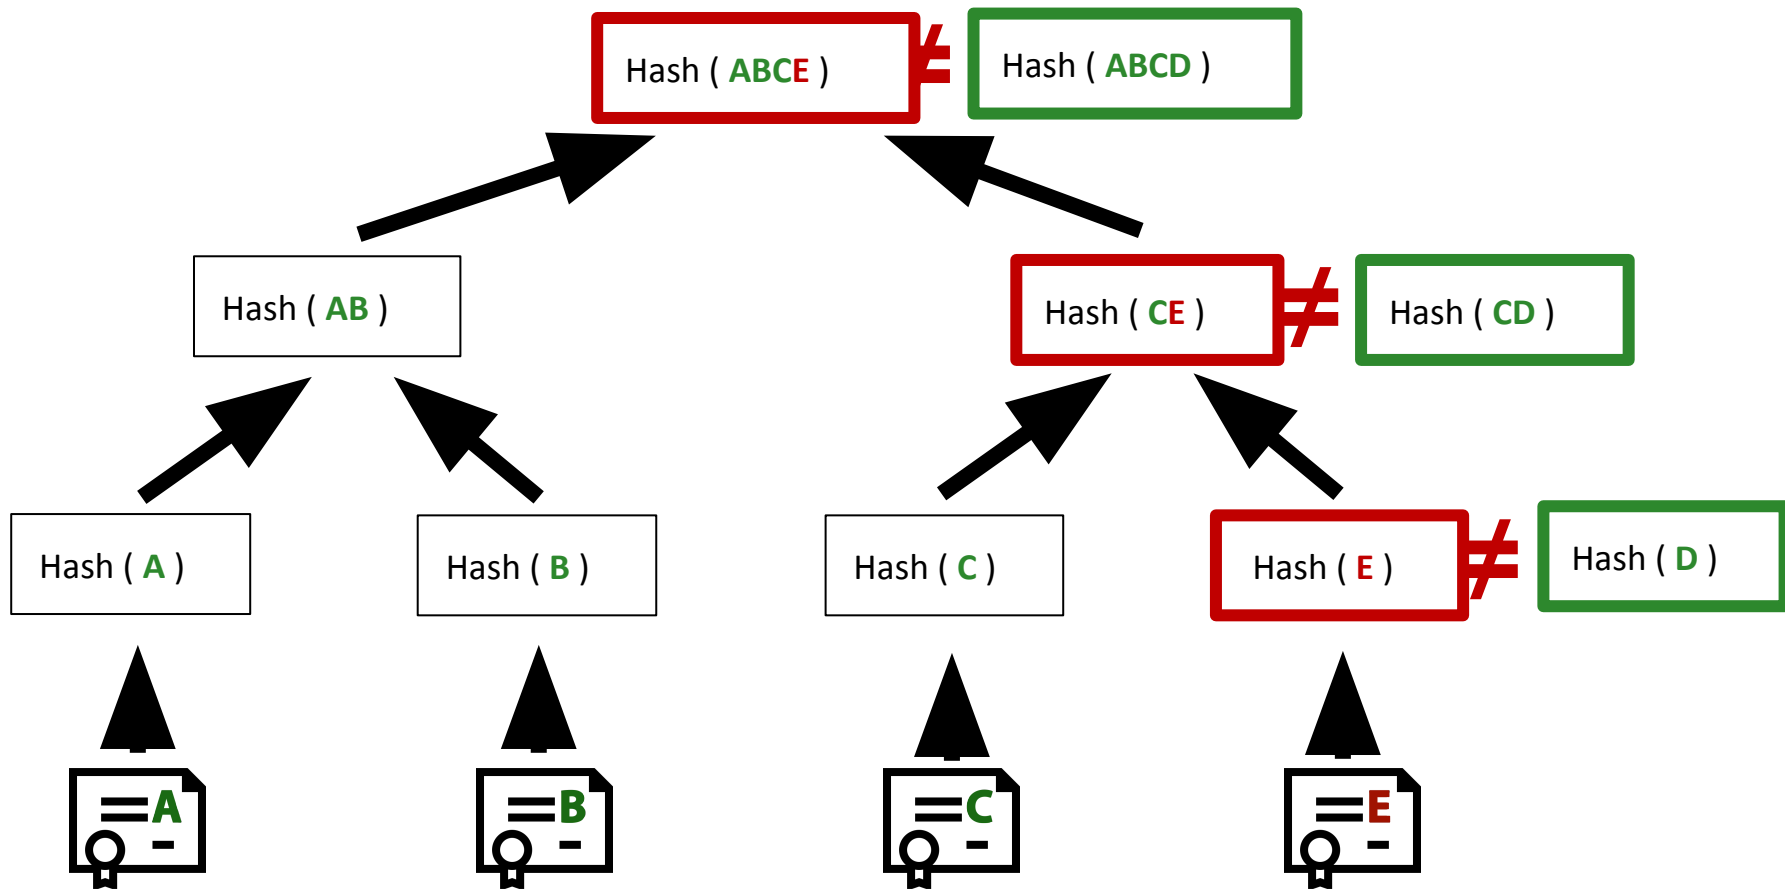 Hash ( ABCE ) ≠ Hash ( ABCD )
Hash ( AB )
Hash ( CE ) ≠ Hash ( CD )
Hash ( A )
Hash ( B )
Hash ( C )
Hash ( E ) ≠ Hash ( D )
A
B
C
E